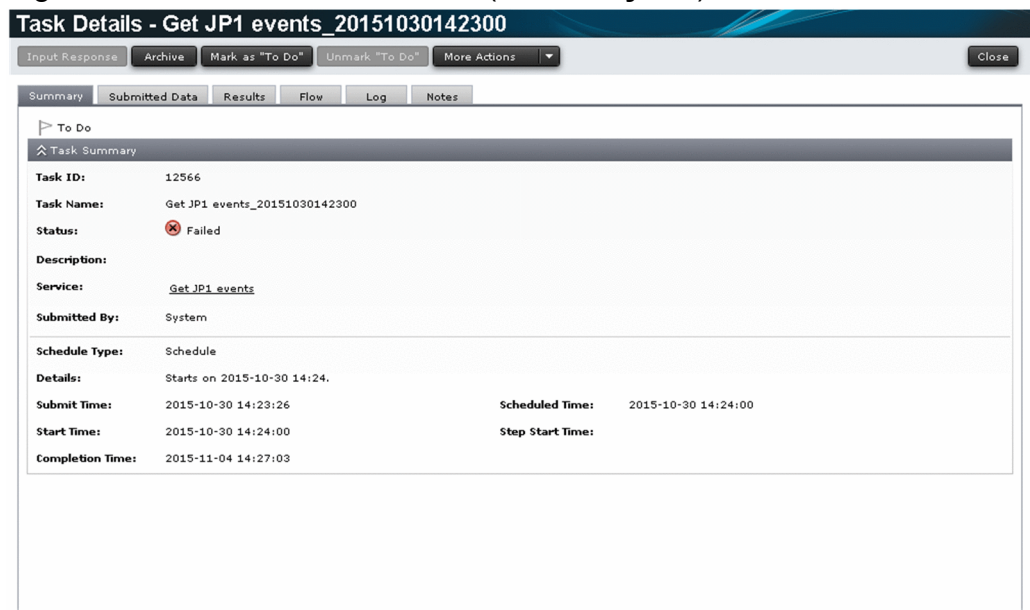 Task Details - Get JP1 events_20151030142300
Input Response Archive Mark as "To Do" Unmark "To Do" More Actions Close
Summary Submitted Data Results Flow Log Notes
To Do
Task Summary
Task ID: 12566
Task Name: Get JP1 events_20151030142300
Status: Failed
Description:
Service: Get JP1 events
Submitted By: System
Schedule Type: Schedule
Details: Starts on 2015-10-30 14:24.
Submit Time: 2015-10-30 14:23:26 Scheduled Time: 2015-10-30 14:24:00
Start Time: 2015-10-30 14:24:00 Step Start Time:
Completion Time: 2015-11-04 14:27:03